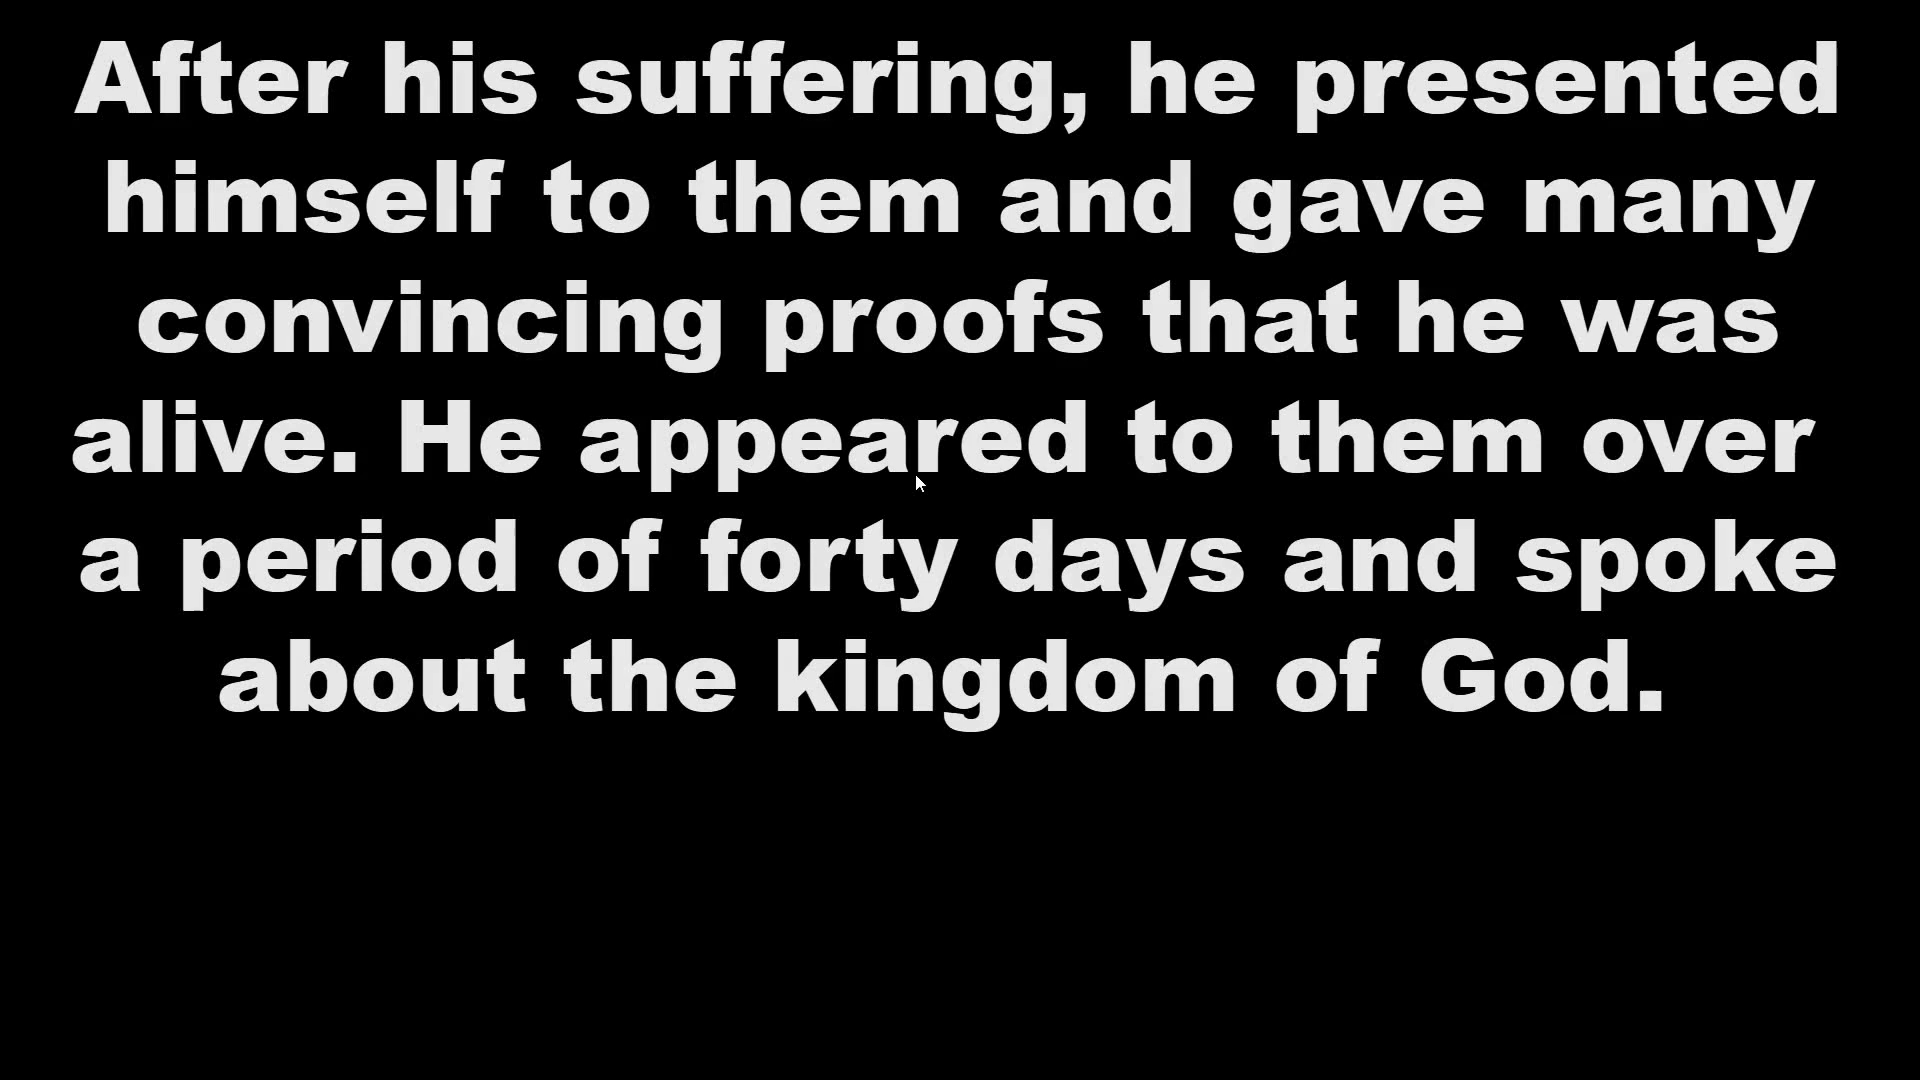 After his suffering, he presented
himself to them and gave many
convincing proofs that he was
alive. He appeared to them over
a period of forty days and spoke
about the kingdom of God.